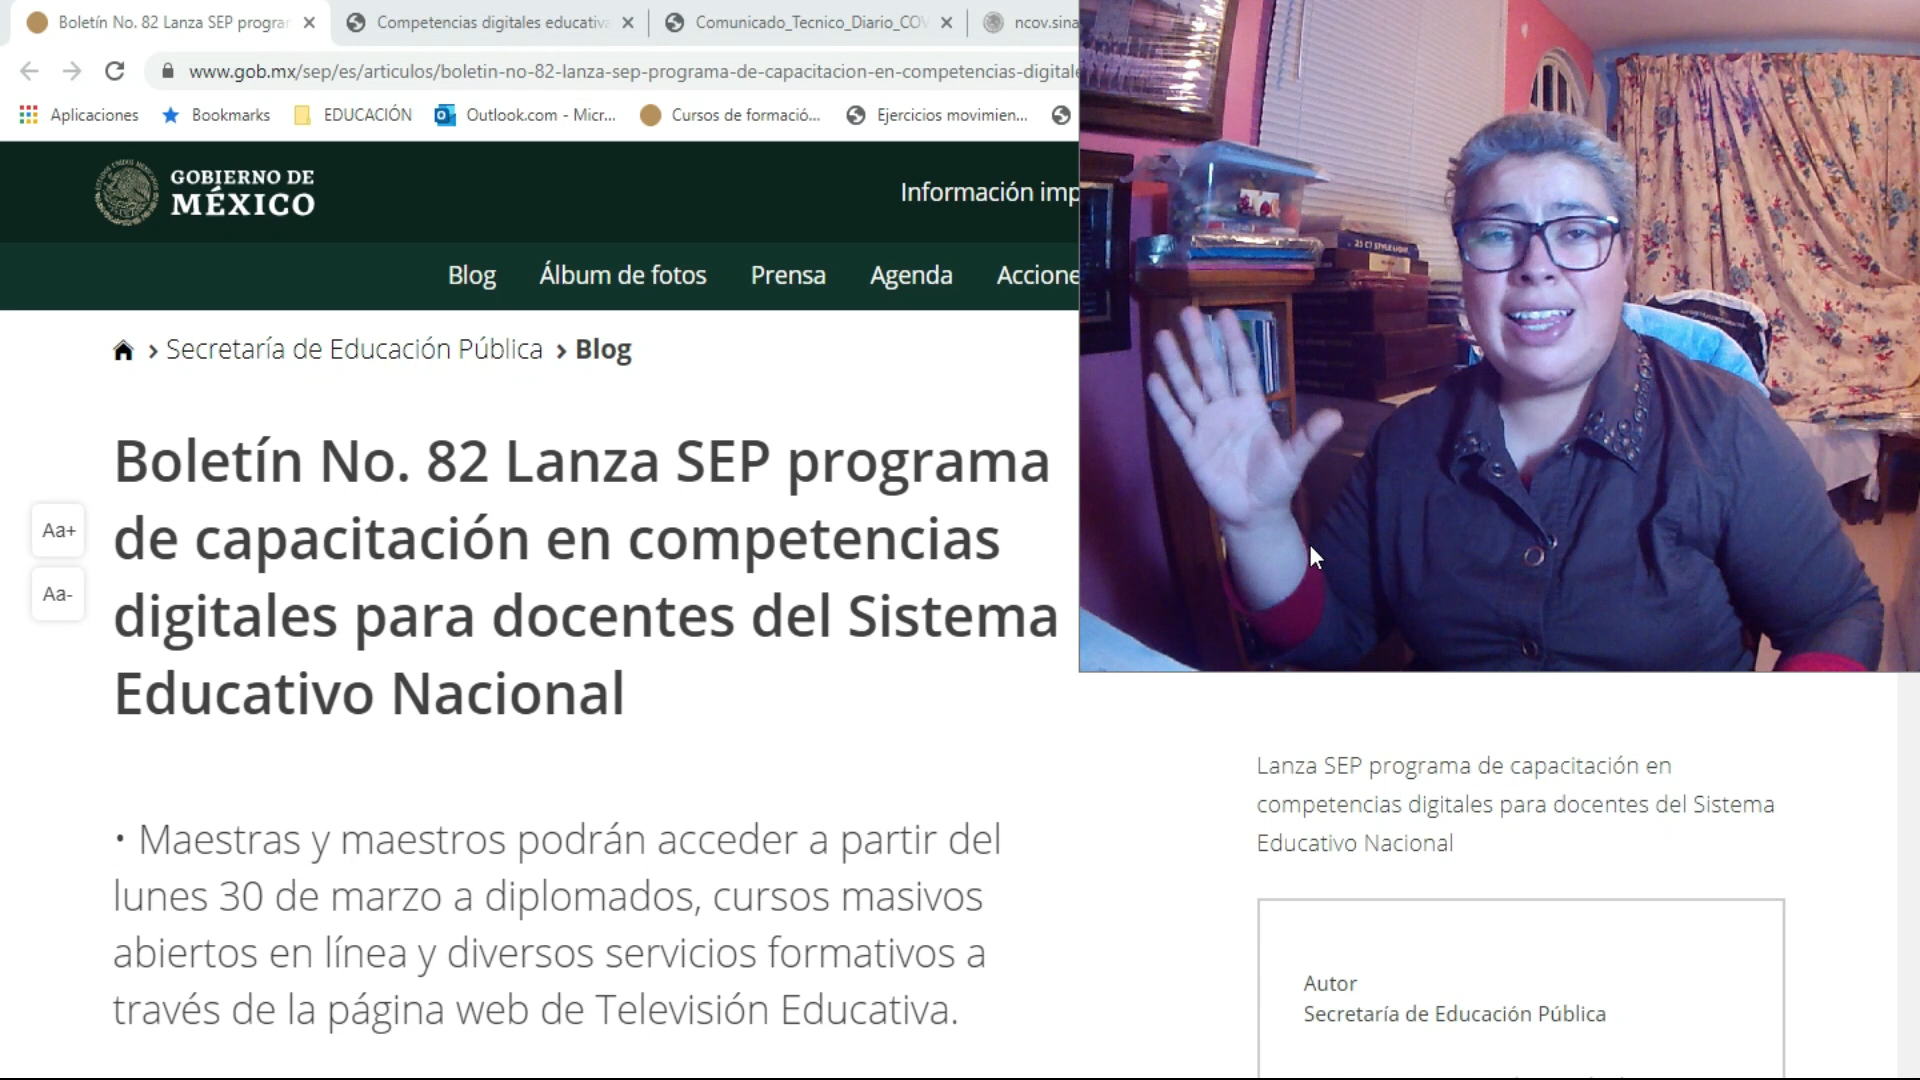 Boletín No. 82 Lanza SEP progra
Competencias digitales educativ
Comunicado_Tecnico_Diario_CO
ncov.sina
www.gob.mx/sep/es/articulos/boletin-no-82-lanza-sep-programa-de-capacitacion-en-competencias-digitale
Aplicaciones
Bookmarks
EDUCACIÓN
Outlook.com - Micr...
Cursos de formació...
Ejercicios movimien...
GOBIERNO DE
MÉXICO
Información imp
Blog
Álbum de fotos
Prensa
Agenda
Accione
Secretaría de Educación Pública > Blog
Boletín No. 82 Lanza SEP programa
de capacitación en competencias
digitales para docentes del Sistema
Educativo Nacional
Aa+
Aa-
• Maestras y maestros podrán acceder a partir del
lunes 30 de marzo a diplomados, cursos masivos
abiertos en línea y diversos servicios formativos a
través de la página web de Televisión Educativa.
Lanza SEP programa de capacitación en
competencias digitales para docentes del Sistema
Educativo Nacional
Autor
Secretaría de Educación Pública